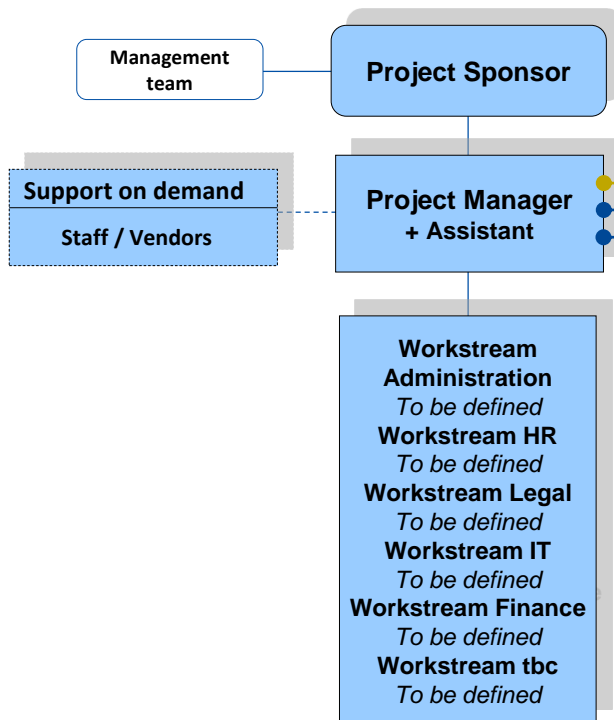 Management
team
Project Sponsor
Support on demand
Staff / Vendors
Project Manager
+ Assistant
Workstream
Administration
To be defined
Workstream HR
To be defined
Workstream Legal
To be defined
Workstream IT
To be defined
Workstream Finance
To be defined
Workstream tbc
To be defined